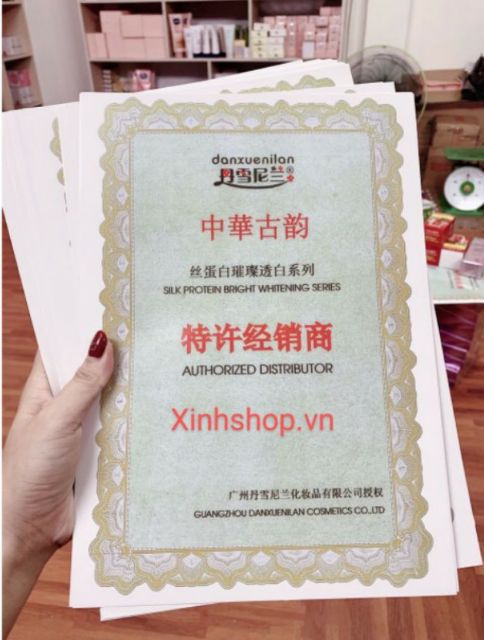 danxuenilan
丹雪尼兰®
中華古韵
丝蛋白璀璨透白系列
SILK PROTEIN BRIGHT WHITENING SERIES
特许经销商
AUTHORIZED DISTRIBUTOR
Xinhshop.vn
广州丹雪尼兰化妆品有限公司授权
GUANGZHOU DANXUENILAN COSMETICS CO.,LTD